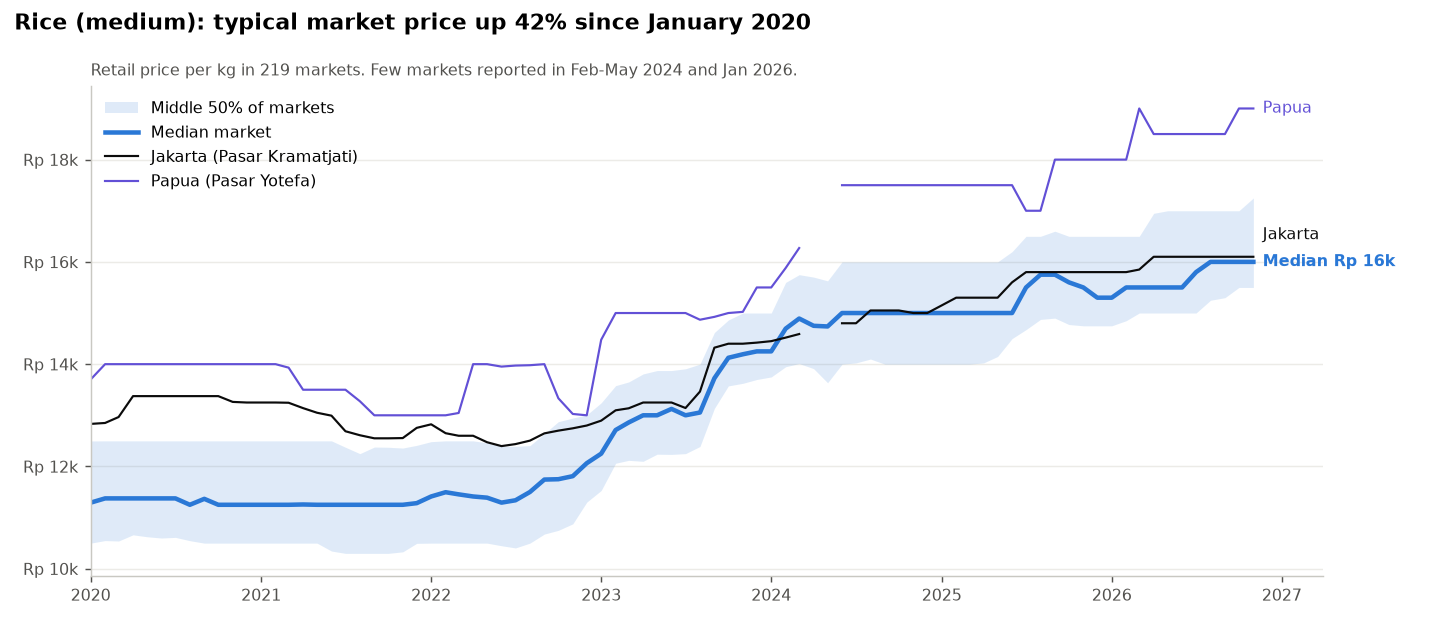 Rice (medium): typical market price up 42% since January 2020
Retail price per kg in 219 markets. Few markets reported in Feb-May 2024 and Jan 2026.
Middle 50% of markets
Median market
Jakarta (Pasar Kramatjati)
Papua (Pasar Yotefa)
Papua
Jakarta
Median Rp 16k
Rp 18k
Rp 16k
Rp 14k
Rp 12k
Rp 10k
2020 2021 2022 2023 2024 2025 2026 2027